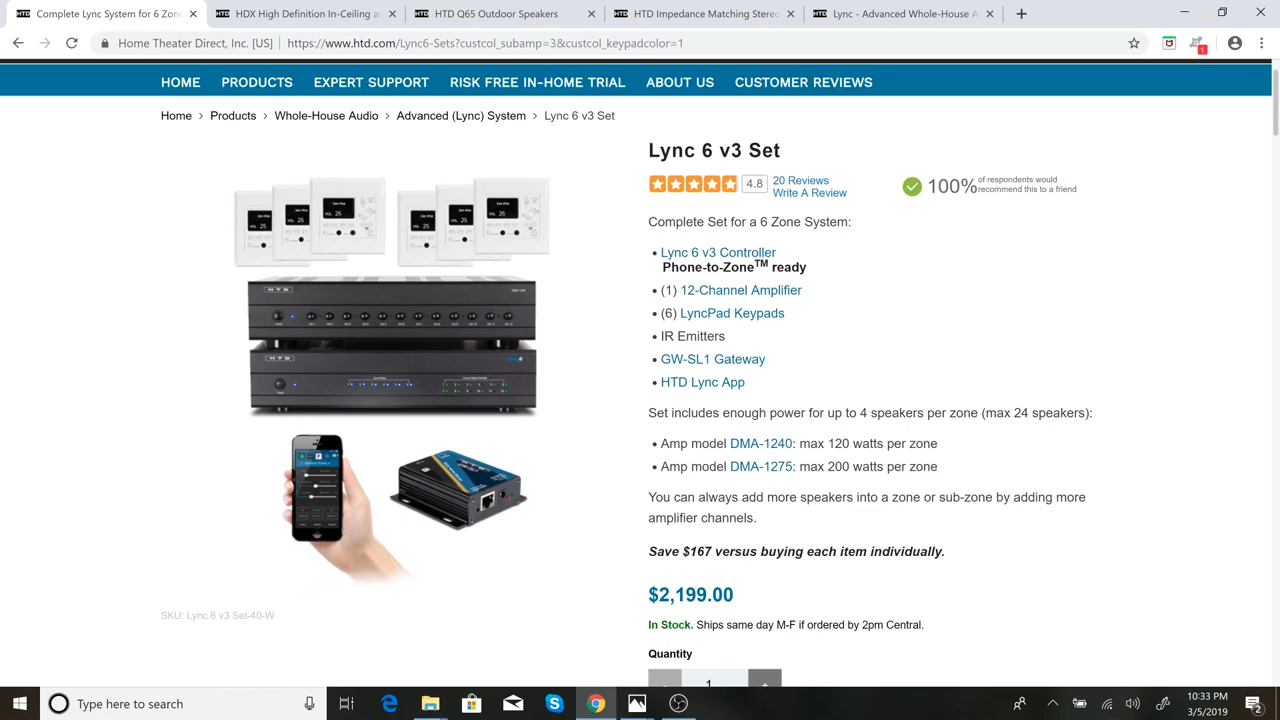 Complete Lync System for 6 Zon
HDX High Definition In-Ceiling a
HTD Q65 Outdoor Speakers
HTD Impedance Matching Stereo
Lync - Advanced Whole-House A
Home Theater Direct, Inc. [US] | https://www.htd.com/Lync6-Sets?custcol_subamp=3&custcol_keypadcolor=1
1
HOME PRODUCTS EXPERT SUPPORT RISK FREE IN-HOME TRIAL ABOUT US CUSTOMER REVIEWS
Home > Products > Whole-House Audio > Advanced (Lync) System > Lync 6 v3 Set
Lync 6 v3 Set
4.8
20 Reviews
Write A Review
100%
of respondents would
recommend this to a friend
Complete Set for a 6 Zone System:
• Lync 6 v3 Controller
Phone-to-Zone™ ready
• (1) 12-Channel Amplifier
• (6) LyncPad Keypads
• IR Emitters
• GW-SL1 Gateway
• HTD Lync App
Set includes enough power for up to 4 speakers per zone (max 24 speakers):
• Amp model DMA-1240: max 120 watts per zone
• Amp model DMA-1275: max 200 watts per zone
You can always add more speakers into a zone or sub-zone by adding more
amplifier channels.
Save $167 versus buying each item individually.
$2,199.00
In Stock. Ships same day M-F if ordered by 2pm Central.
Quantity
- 1 +
SKU: Lync 6 v3 Set-40-W
Type here to search
10:33 PM
3/5/2019
2